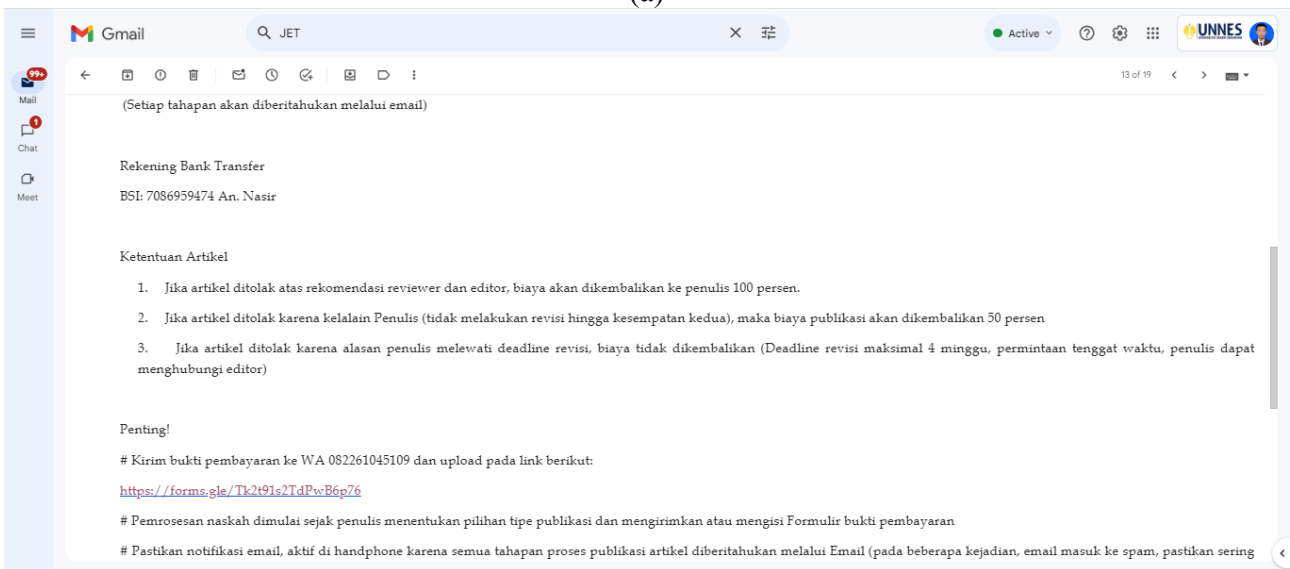 (a)
Gmail
JET
Active
UNNES
99+
Mail
1
Chat
Meet
13 of 19
(Setiap tahapan akan diberitahukan melalui email)
Rekening Bank Transfer
BSI: 7086959474 An. Nasir
Ketentuan Artikel
1. Jika artikel ditolak atas rekomendasi reviewer dan editor, biaya akan dikembalikan ke penulis 100 persen.
2. Jika artikel ditolak karena kelalain Penulis (tidak melakukan revisi hingga kesempatan kedua), maka biaya publikasi akan dikembalikan 50 persen
3. Jika artikel ditolak karena alasan penulis melewati deadline revisi, biaya tidak dikembalikan (Deadline revisi maksimal 4 minggu, permintaan tenggat waktu, penulis dapat
menghubungi editor)
Penting!
# Kirim bukti pembayaran ke WA 082261045109 dan upload pada link berikut:
https://forms.gle/Tk2t91s2TdPwB6p76
# Pemrosesan naskah dimulai sejak penulis menentukan pilihan tipe publikasi dan mengirimkan atau mengisi Formulir bukti pembayaran
# Pastikan notifikasi email, aktif di handphone karena semua tahapan proses publikasi artikel diberitahukan melalui Email (pada beberapa kejadian, email masuk ke spam, pastikan sering